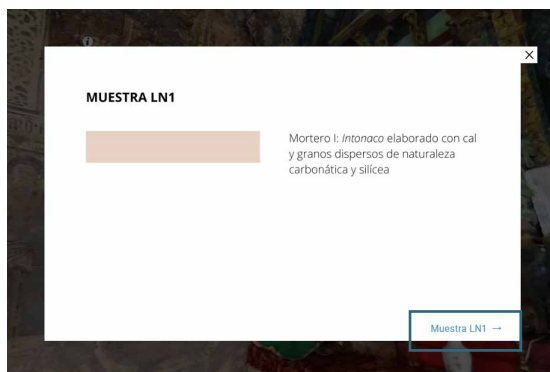 MUESTRA LN1
Mortero I: Intonaco elaborado con cal
y granos dispersos de naturaleza
carbonática y silícea
Muestra LN1 →